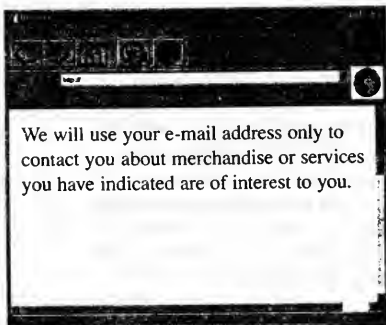 http://
We will use your e-mail address only to
contact you about merchandise or services
you have indicated are of interest to you.